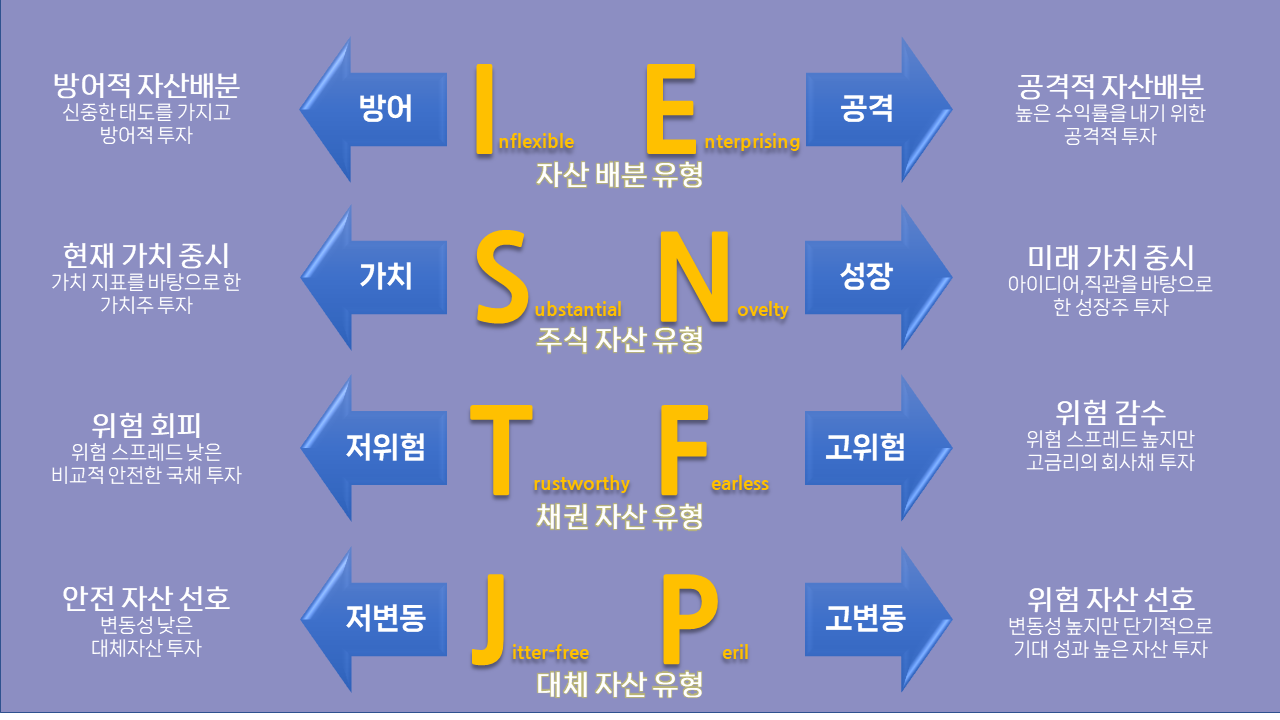 방어적 자산배분
신중한 태도를 가지고
방어적 투자
방어
Inflexible
Enterprising
자산 배분 유형
공격
공격적 자산배분
높은 수익률을 내기 위한
공격적 투자
현재 가치 중시
가치 지표를 바탕으로 한
가치주 투자
가치
Substantial
Novelty
주식 자산 유형
성장
미래 가치 중시
아이디어,직관을 바탕으로
한 성장주 투자
위험 회피
위험 스프레드 낮은
비교적 안전한 국채 투자
저위험
Trustworthy
Fearless
채권 자산 유형
고위험
위험 감수
위험 스프레드 높지만
고금리의 회사채 투자
안전 자산 선호
변동성 낮은
대체자산 투자
저변동
Jitter-free
Peril
대체 자산 유형
고변동
위험 자산 선호
변동성 높지만 단기적으로
기대 성과 높은 자산 투자